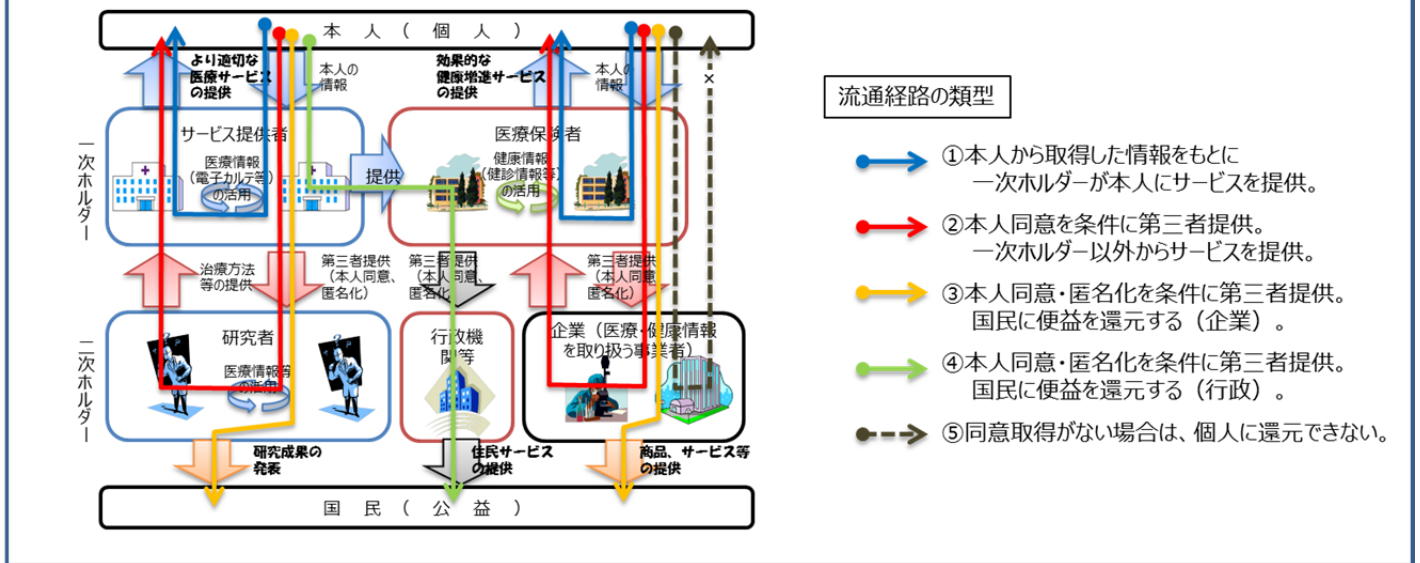 本 人 （ 個 人 ）
より適切な
医療サービス
の提供
本人の
情報
効果的な
健康増進サービス
の提供
本人の
情報
×
一次ホルダー
サービス提供者
医療情報
（電子カルテ等）
の活用
提供
医療保険者
健康情報
（健診情報等）
の活用
治療方法
等の提供
第三者提供
（本人同意、
匿名化）
第三者提供
（本人同意、
匿名化）
第三者提供
（本人同意、
匿名化）
二次ホルダー
研究者
医療情報等
の活用
行政機
関等
企業（医療・健康情報
を取り扱う事業者）
研究成果の
発表
住民サービス
の提供
商品、サービス等
の提供
国 民 （ 公 益 ）
流通経路の類型
①本人から取得した情報をもとに
一次ホルダーが本人にサービスを提供。
②本人同意を条件に第三者提供。
一次ホルダー以外からサービスを提供。
③本人同意・匿名化を条件に第三者提供。
国民に便益を還元する（企業）。
④本人同意・匿名化を条件に第三者提供。
国民に便益を還元する（行政）。
⑤同意取得がない場合は、個人に還元できない。